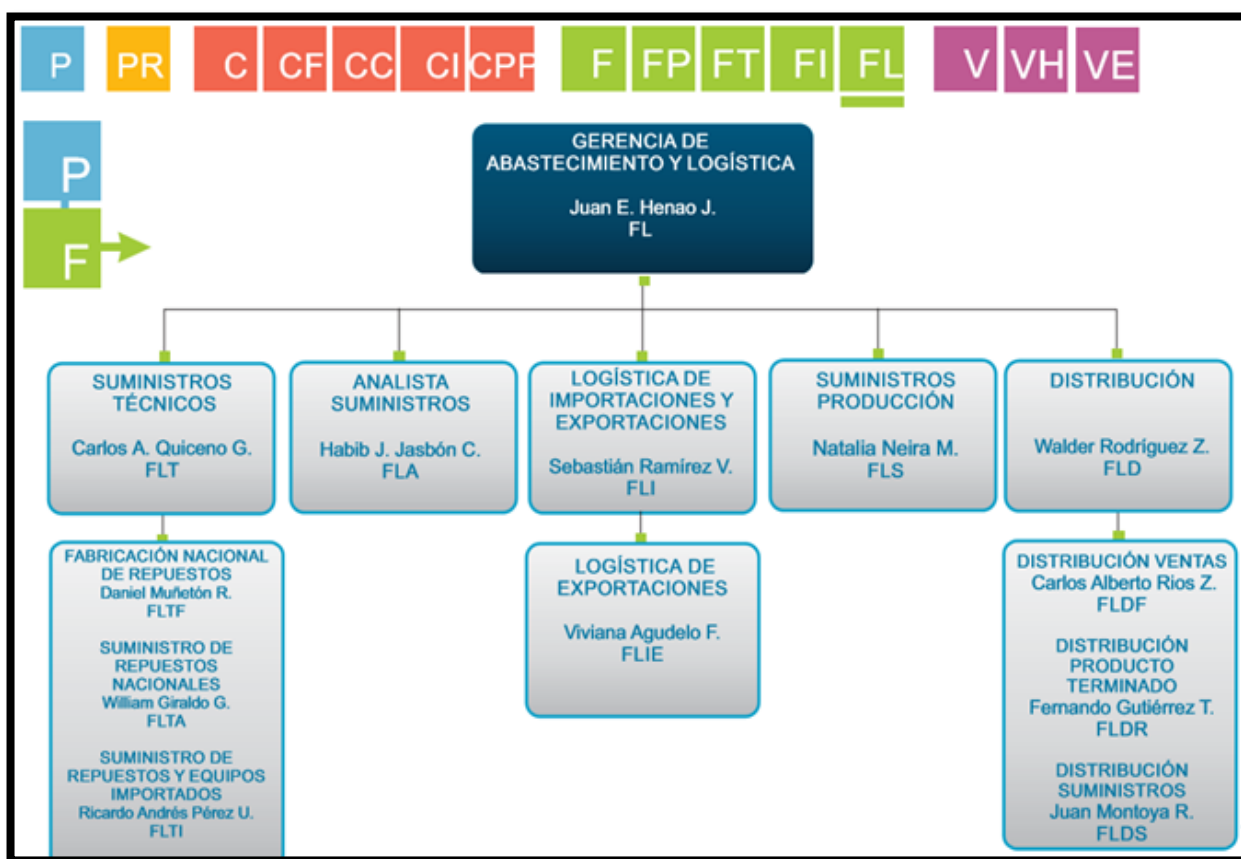 P PR C CF CC CI CPP F FP FT FI FL V VH VE
P
F
GERENCIA DE
ABASTECIMIENTO Y LOGÍSTICA
Juan E. Henao J.
FL
SUMINISTROS
TÉCNICOS
Carlos A. Quiceno G.
FLT
ANALISTA
SUMINISTROS
Habib J. Jasbón C.
FLA
LOGÍSTICA DE
IMPORTACIONES Y
EXPORTACIONES
Sebastián Ramírez V.
FLI
SUMINISTROS
PRODUCCIÓN
Natalia Neira M.
FLS
DISTRIBUCIÓN
Walder Rodríguez Z.
FLD
FABRICACIÓN NACIONAL
DE REPUESTOS
Daniel Muñetón R.
FLTF
SUMINISTRO DE
REPUESTOS
NACIONALES
William Giraldo G.
FLTA
SUMINISTRO DE
REPUESTOS Y EQUIPOS
IMPORTADOS
Ricardo Andrés Pérez U.
FLTI
LOGÍSTICA DE
EXPORTACIONES
Viviana Agudelo F.
FLIE
DISTRIBUCIÓN VENTAS
Carlos Alberto Rios Z.
FLDF
DISTRIBUCIÓN
PRODUCTO
TERMINADO
Fernando Gutiérrez T.
FLDR
DISTRIBUCIÓN
SUMINISTROS
Juan Montoya R.
FLDS